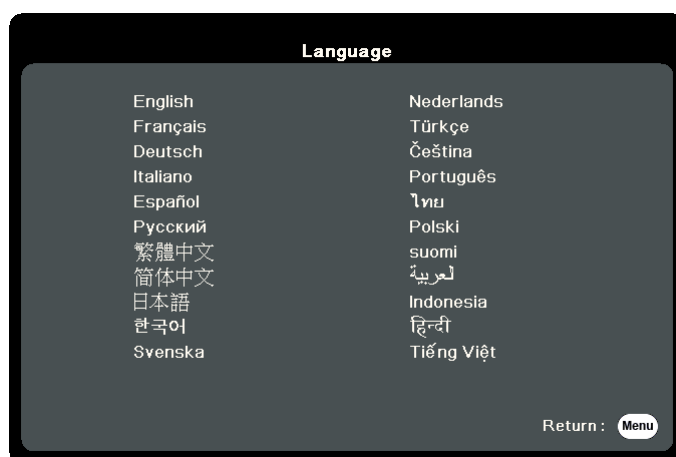 Language
English
Français
Deutsch
Italiano
Español
Русский
繁體中文
简体中文
日本語
한국어
Svenska
Nederlands
Türkçe
Čeština
Português
ไทย
Polski
suomi
العربية
Indonesia
हिन्दी
Tiếng Việt
Return: Menu